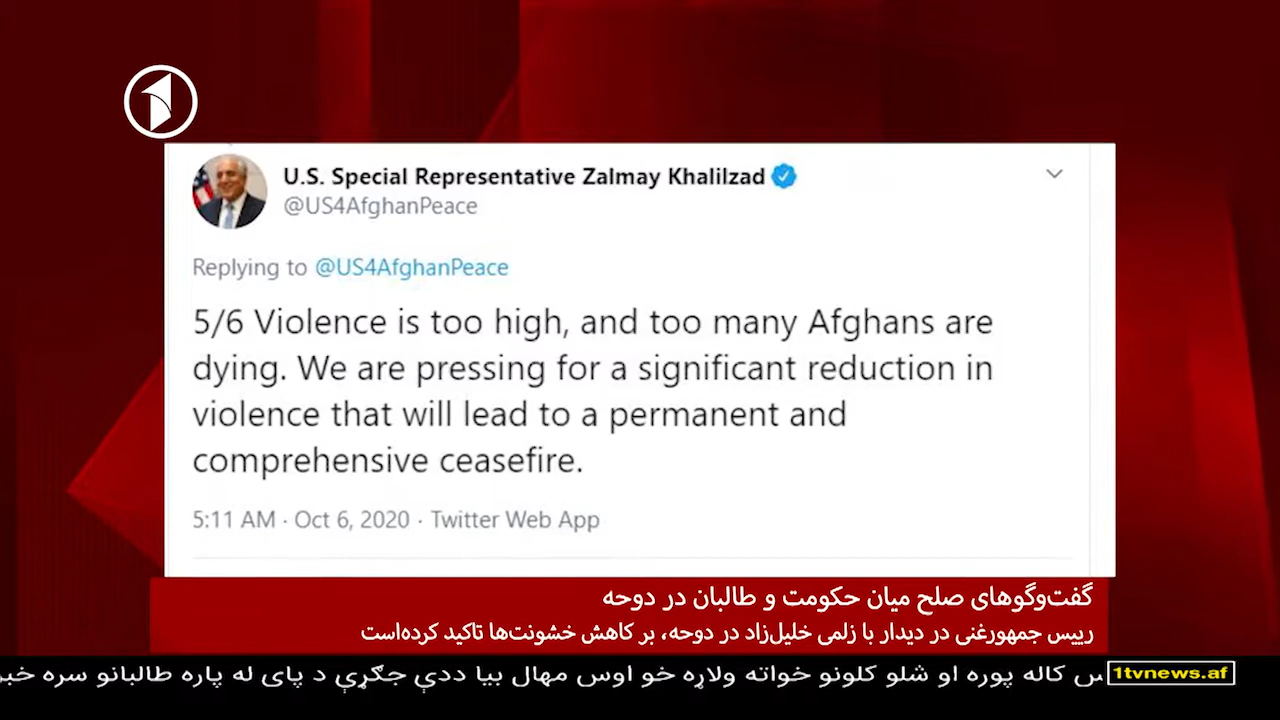 U.S. Special Representative Zalmay Khalilzad
@US4AfghanPeace
Replying to @US4AfghanPeace
5/6 Violence is too high, and too many Afghans are
dying. We are pressing for a significant reduction in
violence that will lead to a permanent and
comprehensive ceasefire.
5:11 AM · Oct 6, 2020 · Twitter Web App
گفت‌وگوهای صلح میان حکومت و طالبان در دوحه
رییس جمهورغنی در دیدار با زلمی خلیل‌زاد در دوحه، بر کاهش خشونت‌ها تاکید کرده‌است
کاله پوره او شلو کلونو خواته ولاړه خو اوس مهال بیا ددې جګړې د پای له پاره طالبانو سره
1tvnews.af